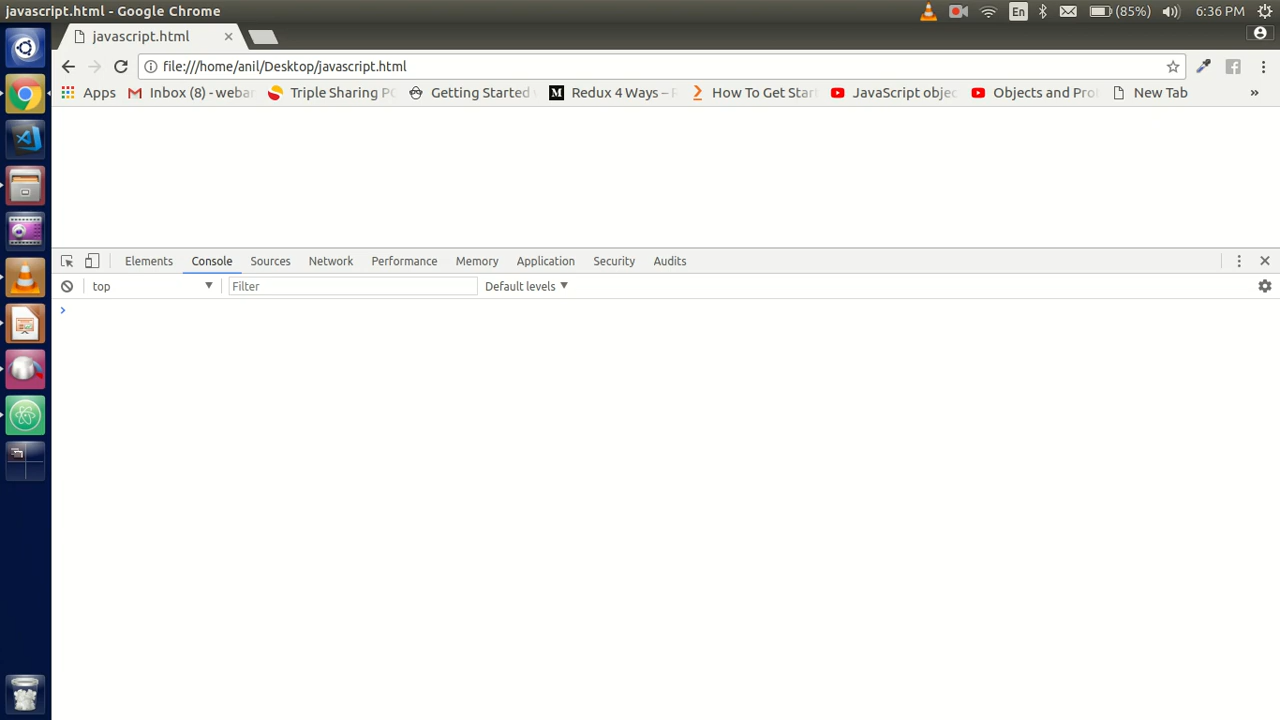 javascript.html - Google Chrome
En
(85%)
6:36 PM
javascript.html
file:///home/anil/Desktop/javascript.html
Apps
Inbox (8) - webar
Triple Sharing PG
Getting Started
M
Redux 4 Ways – R
How To Get Star
JavaScript objec
Objects and Pro
New Tab
»
Elements
Console
Sources
Network
Performance
Memory
Application
Security
Audits
top
Filter
Default levels